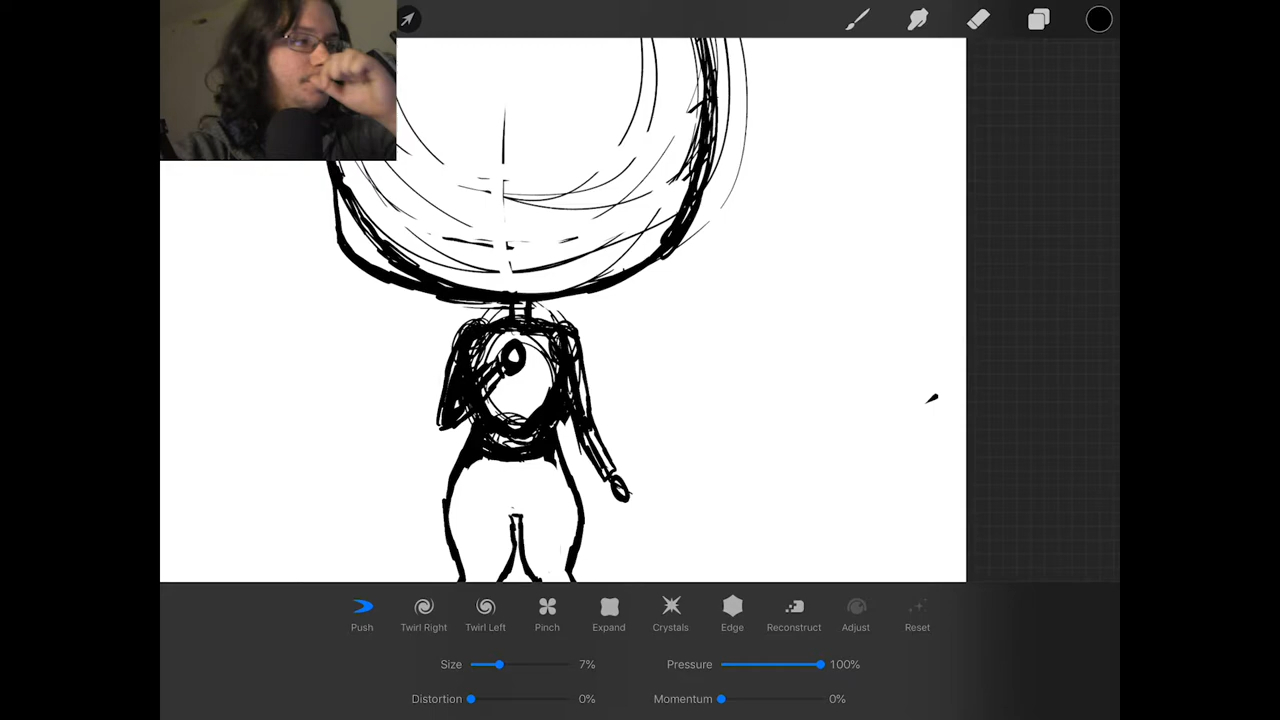 Push Twirl Right Twirl Left Pinch Expand Crystals Edge Reconstruct Adjust Reset
Size 7% Pressure 100%
Distortion 0% Momentum 0%